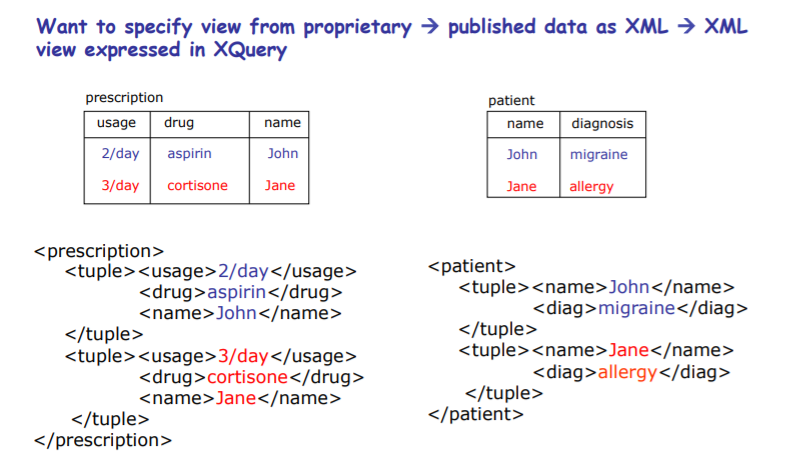 Want to specify view from proprietary → published data as XML → XML
view expressed in XQuery
prescription
usage drug name
2/day aspirin John
3/day cortisone Jane
patient
name diagnosis
John migraine
Jane allergy
<prescription>
<tuple><usage>2/day</usage>
<drug>aspirin</drug>
<name>John</name>
</tuple>
<tuple><usage>3/day</usage>
<drug>cortisone</drug>
<name>Jane</name>
</tuple>
</prescription>
<patient>
<tuple><name>John</name>
<diag>migraine</diag>
</tuple>
<tuple><name>Jane</name>
<diag>allergy</diag>
</tuple>
</patient>